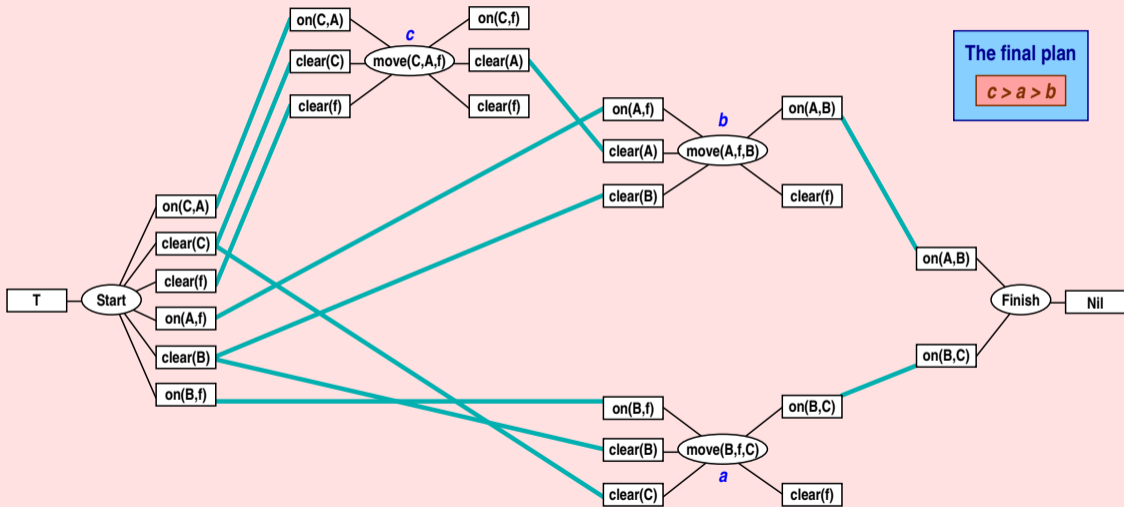 on(C,A)
clear(C)
clear(f)
c
move(C,A,f)
on(C,f)
clear(A)
clear(f)
The final plan
c > a > b
on(A,f)
clear(A)
clear(B)
b
move(A,f,B)
on(A,B)
clear(f)
T
Start
on(C,A)
clear(C)
clear(f)
on(A,f)
clear(B)
on(B,f)
on(A,B)
Finish
Nil
on(B,C)
on(B,f)
clear(B)
clear(C)
move(B,f,C)
a
on(B,C)
clear(f)